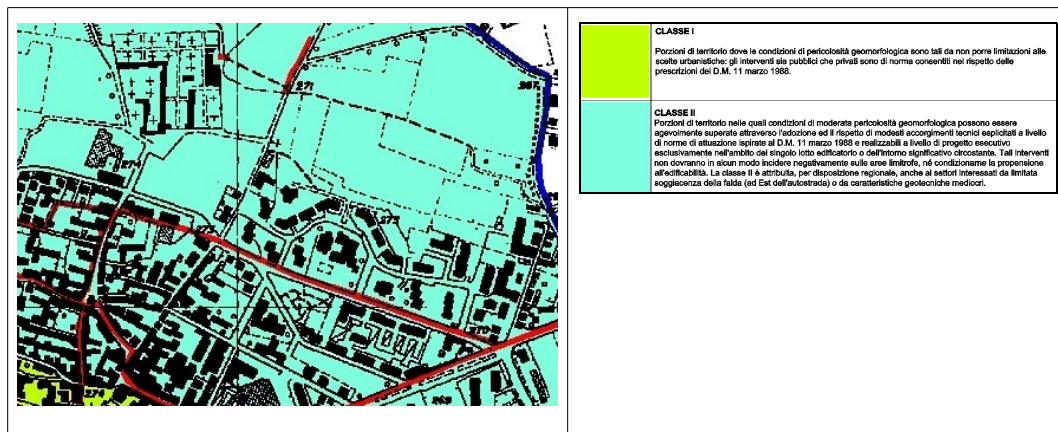 271
267
274
273
273
270
274
269
CLASSE I
Porzioni di territorio dove le condizioni di pericolosità geomorfologica sono tali da non porre limitazioni alle
scelte urbanistiche: gli interventi sia pubblici che privati sono di norma consentiti nel rispetto delle
prescrizioni del D.M. 11 marzo 1988.
CLASSE II
Porzioni di territorio nelle quali condizioni di moderata pericolosità geomorfologica possono essere
agevolmente superate attraverso l'adozione ed il rispetto di modesti accorgimenti tecnici esplicitati a livello
di norme di attuazione ispirate al D.M. 11 marzo 1988 e realizzabili a livello di progetto esecutivo
esclusivamente nell'ambito del singolo lotto edificatorio o dell'intorno significativo circostante. Tali interventi
non dovranno in alcun modo incidere negativamente sulle aree limitrofe, né condizionarne la propensione
all'edificabilità. La classe II è attribuita, per disposizione regionale, anche ai settori interessati da limitata
soggiacenza della falda (ad Est dell'autostrada) o da caratteristiche geotecniche mediocri.